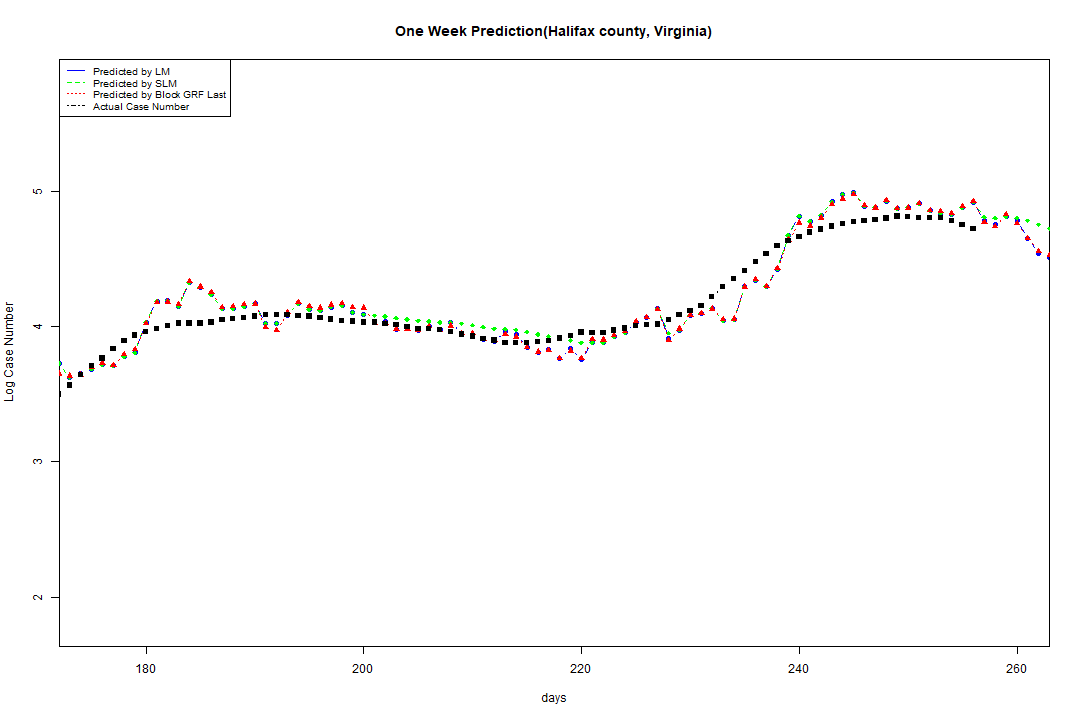 One Week Prediction(Halifax county, Virginia)
Predicted by LM
Predicted by SLM
Predicted by Block GRF Last
Actual Case Number
Log Case Number
5
4
3
2
180 200 220 240 260
days